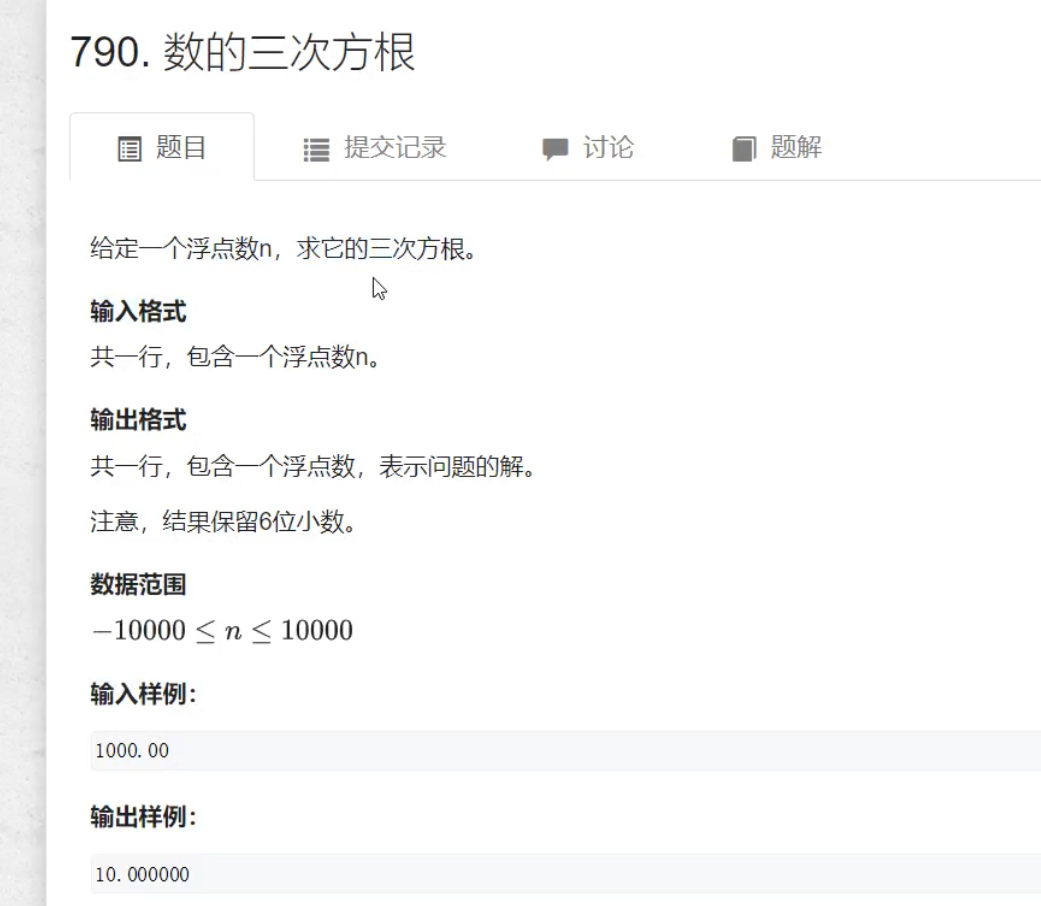 790. 数的三次方根
题目 提交记录 讨论 题解
给定一个浮点数n，求它的三次方根。
输入格式
共一行，包含一个浮点数n。
输出格式
共一行，包含一个浮点数，表示问题的解。
注意，结果保留6位小数。
数据范围
−10000 ≤ n ≤ 10000
输入样例：
1000.00
输出样例：
10.000000